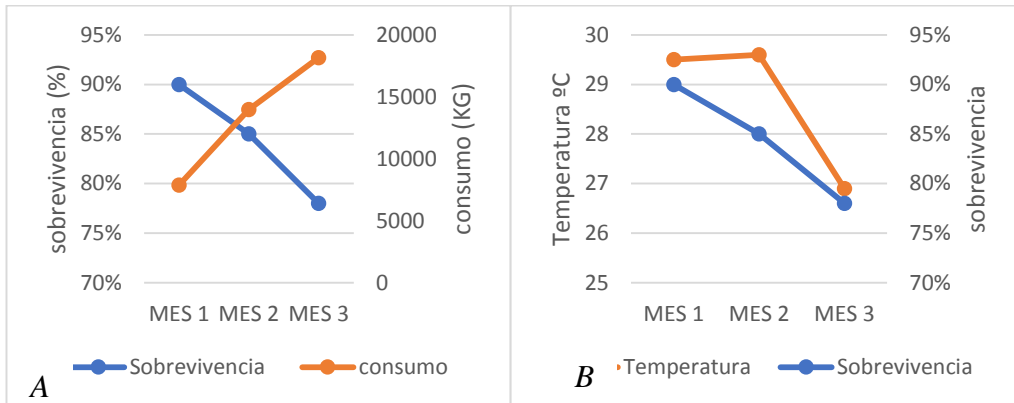 95%
90%
85%
80%
75%
70%
sobrevivencia (%)
20000
15000
10000
5000
0
consumo (KG)
MES 1 MES 2 MES 3
Sobrevivencia consumo
A
30
29
28
27
26
25
Temperatura ºC
95%
90%
85%
80%
75%
70%
sobrevivencia
MES 1 MES 2 MES 3
Temperatura Sobrevivencia
B